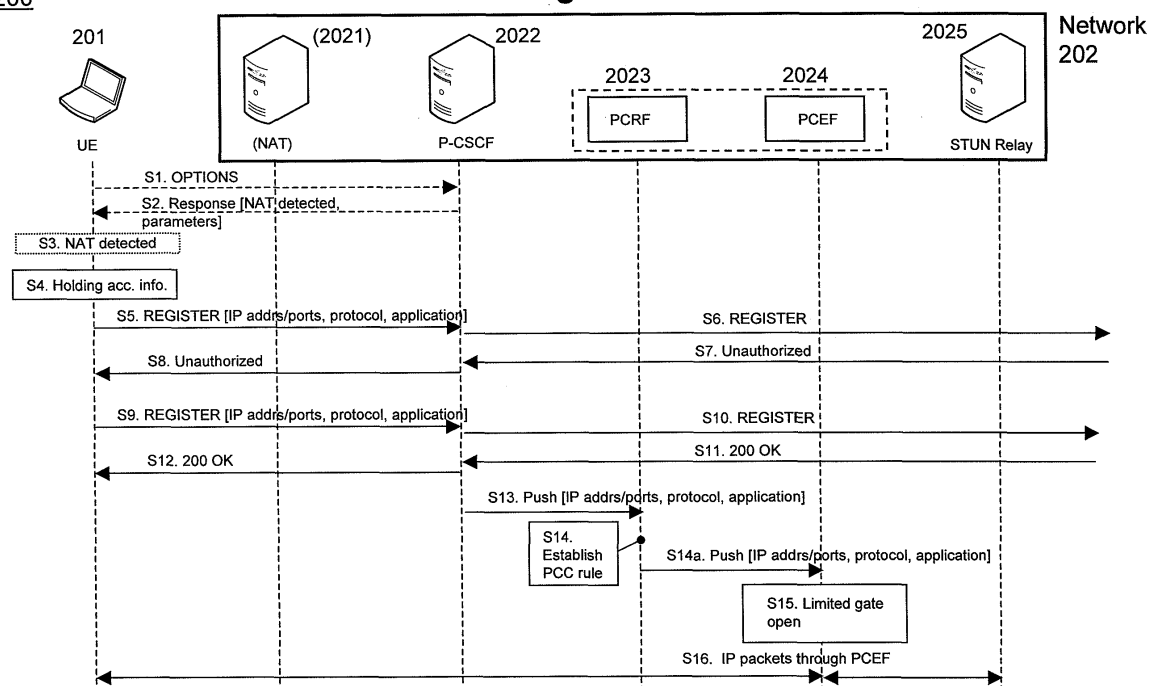 201
(2021)
2022
2025
Network
202
2023
2024
PCRF
PCEF
UE
(NAT)
P-CSCF
STUN Relay
S1. OPTIONS
S2. Response [NAT detected,
parameters]
S3. NAT detected
S4. Holding acc. info.
S5. REGISTER [IP addrs/ports, protocol, application]
S6. REGISTER
S7. Unauthorized
S8. Unauthorized
S9. REGISTER [IP addrs/ports, protocol, application]
S10. REGISTER
S11. 200 OK
S12. 200 OK
S13. Push [IP addrs/ports, protocol, application]
S14.
Establish
PCC rule
S14a. Push [IP addrs/ports, protocol, application]
S15. Limited gate
open
S16. IP packets through PCEF